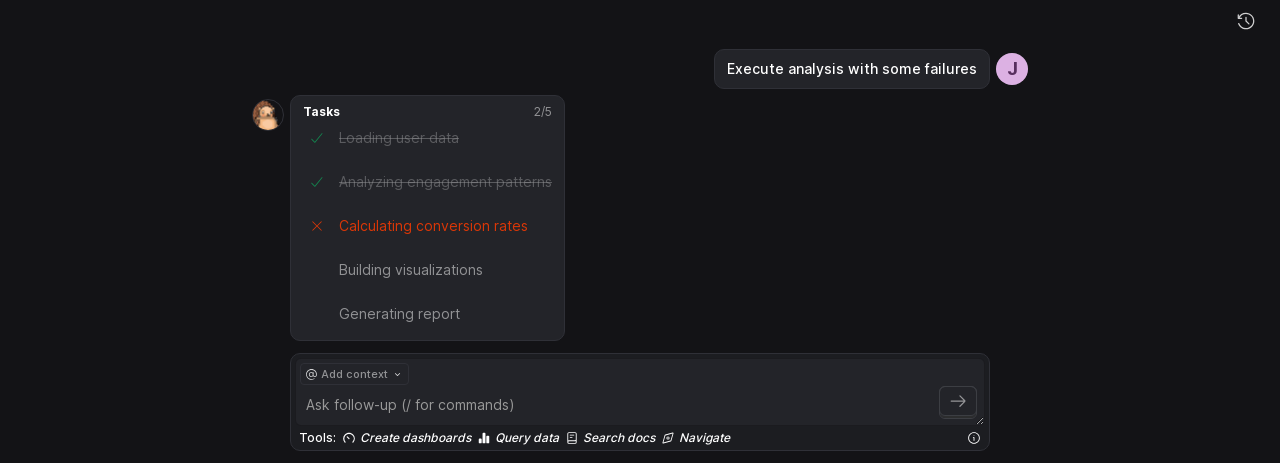 Execute analysis with some failures
J
Tasks 2/5
Loading user data
Analyzing engagement patterns
Calculating conversion rates
Building visualizations
Generating report
@ Add context
Ask follow-up (/ for commands)
Tools: Create dashboards Query data Search docs Navigate